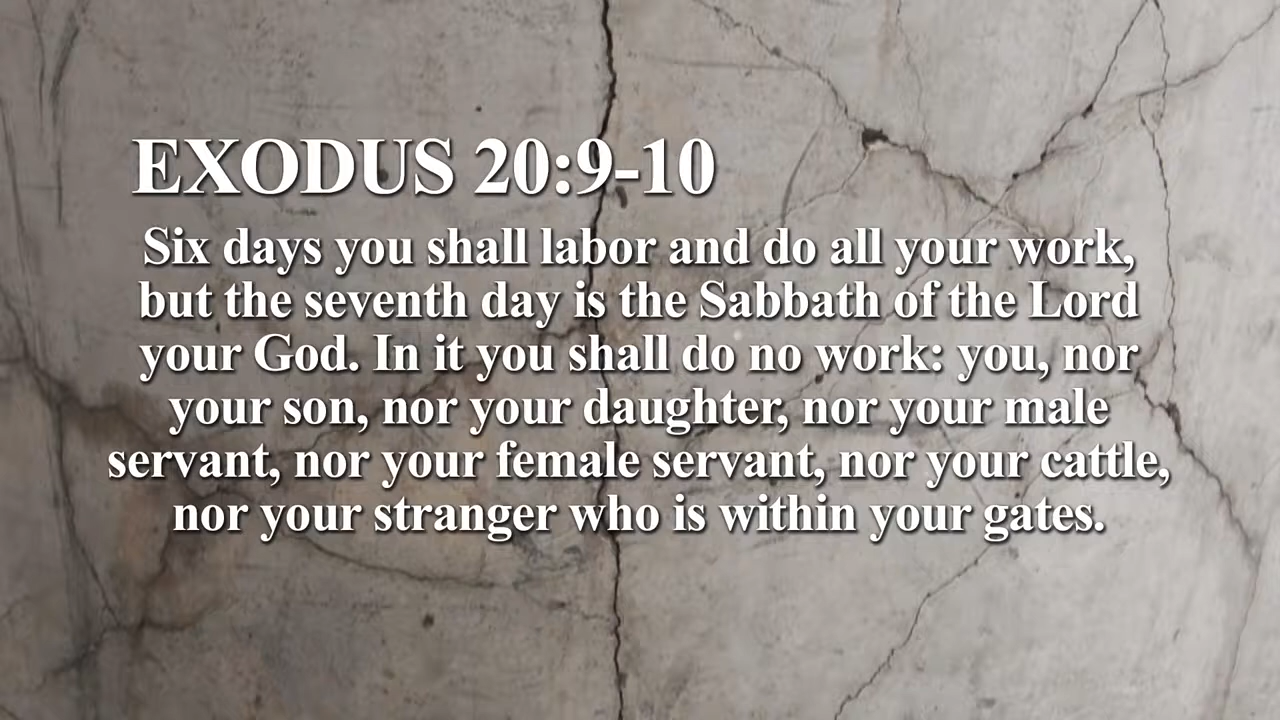 EXODUS 20:9-10
Six days you shall labor and do all your work,
but the seventh day is the Sabbath of the Lord
your God. In it you shall do no work: you, nor
your son, nor your daughter, nor your male
servant, nor your female servant, nor your cattle,
nor your stranger who is within your gates.